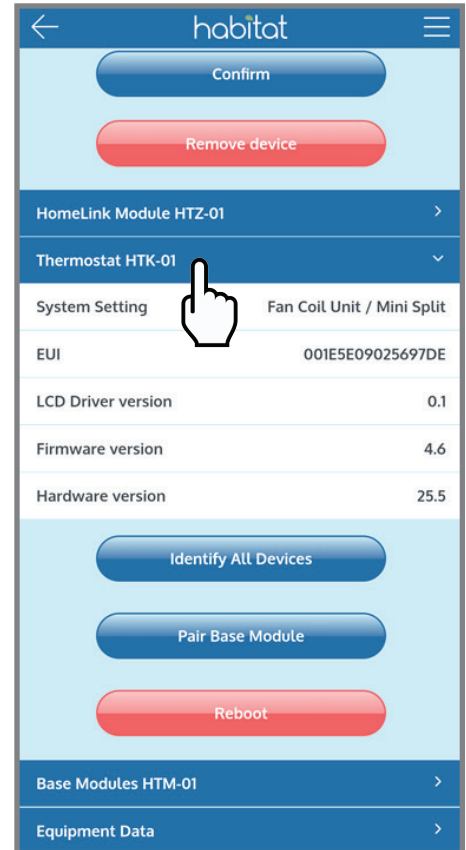 habitat
Confirm
Remove device
HomeLink Module HTZ-01
Thermostat HTK-01
System Setting Fan Coil Unit / Mini Split
EUI 001E5E09025697DE
LCD Driver version 0.1
Firmware version 4.6
Hardware version 25.5
Identify All Devices
Pair Base Module
Reboot
Base Modules HTM-01
Equipment Data